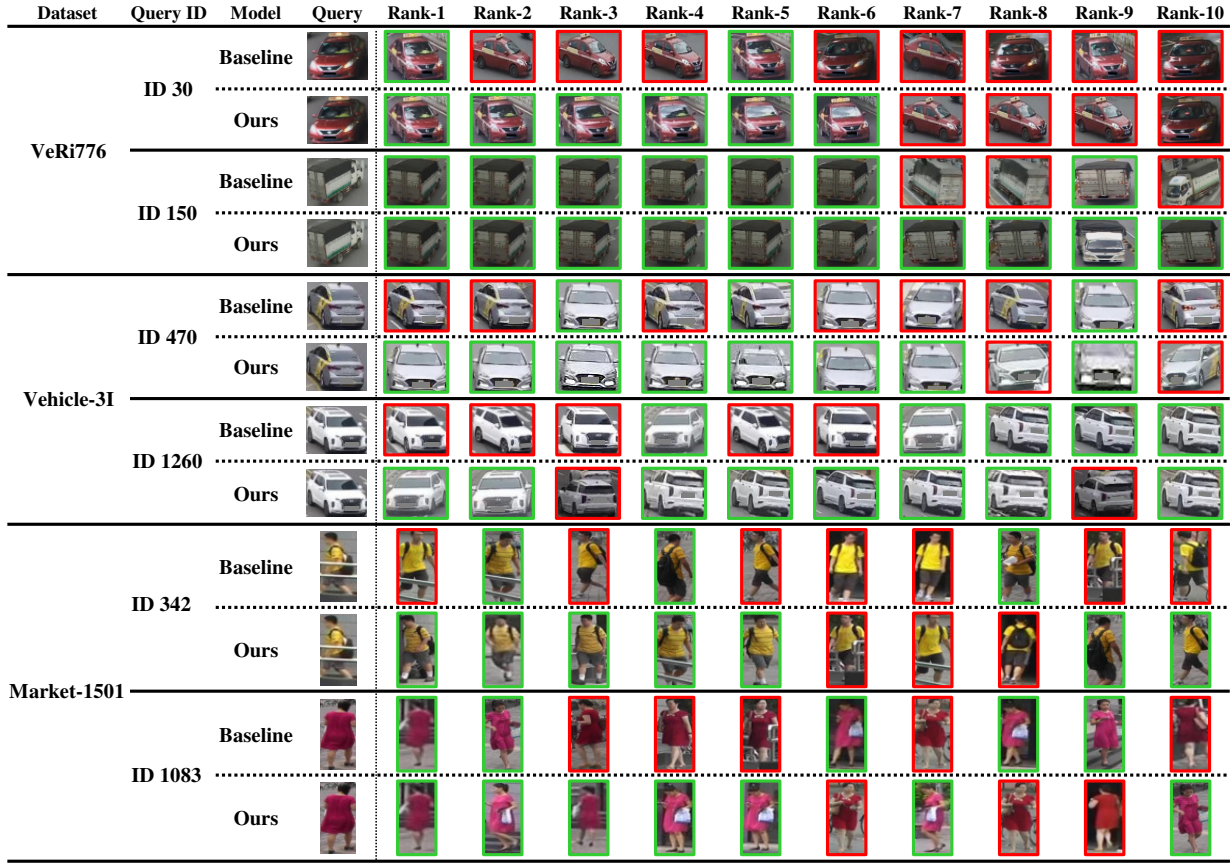 Dataset Query ID Model Query Rank-1 Rank-2 Rank-3 Rank-4 Rank-5 Rank-6 Rank-7 Rank-8 Rank-9 Rank-10
Baseline
ID 30
Ours
VeRi776
Baseline
ID 150
Ours
Baseline
ID 470
Ours
Vehicle-3I
Baseline
ID 1260
Ours
Baseline
ID 342
Ours
Market-1501
Baseline
ID 1083
Ours